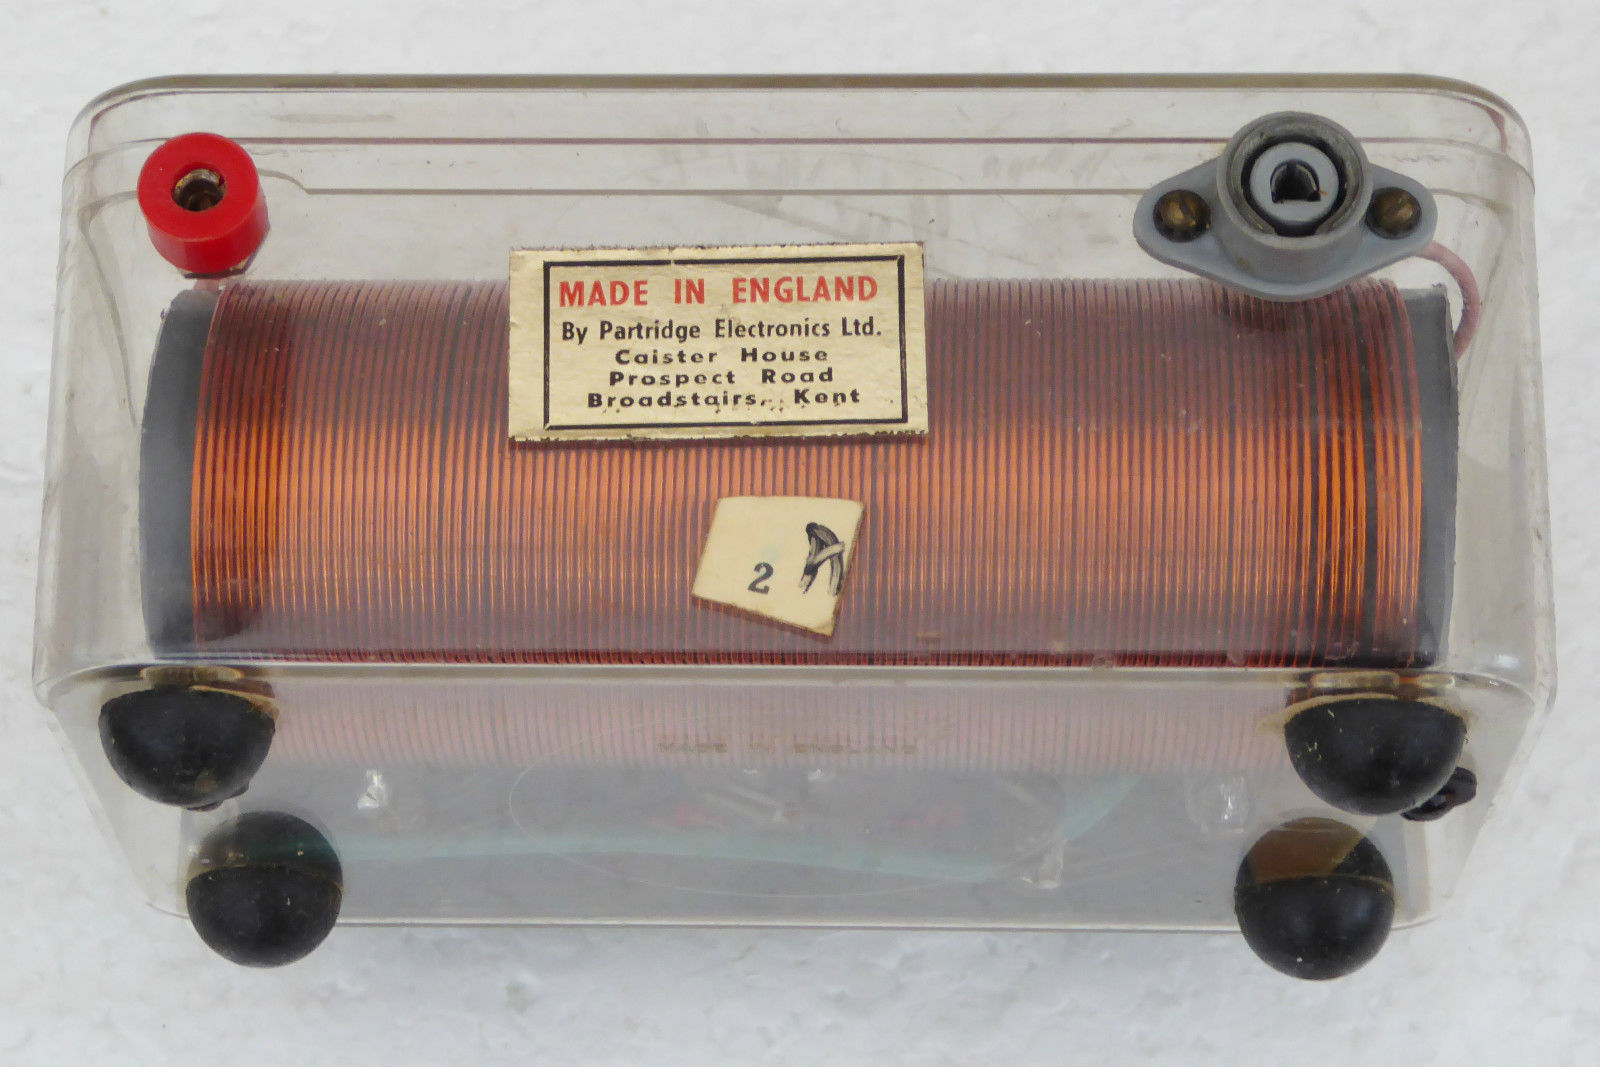 MADE IN ENGLAND
By Partridge Electronics Ltd.
Caister House
Prospect Road
Broadstairs, Kent
2 A
MADE IN ENGLAND